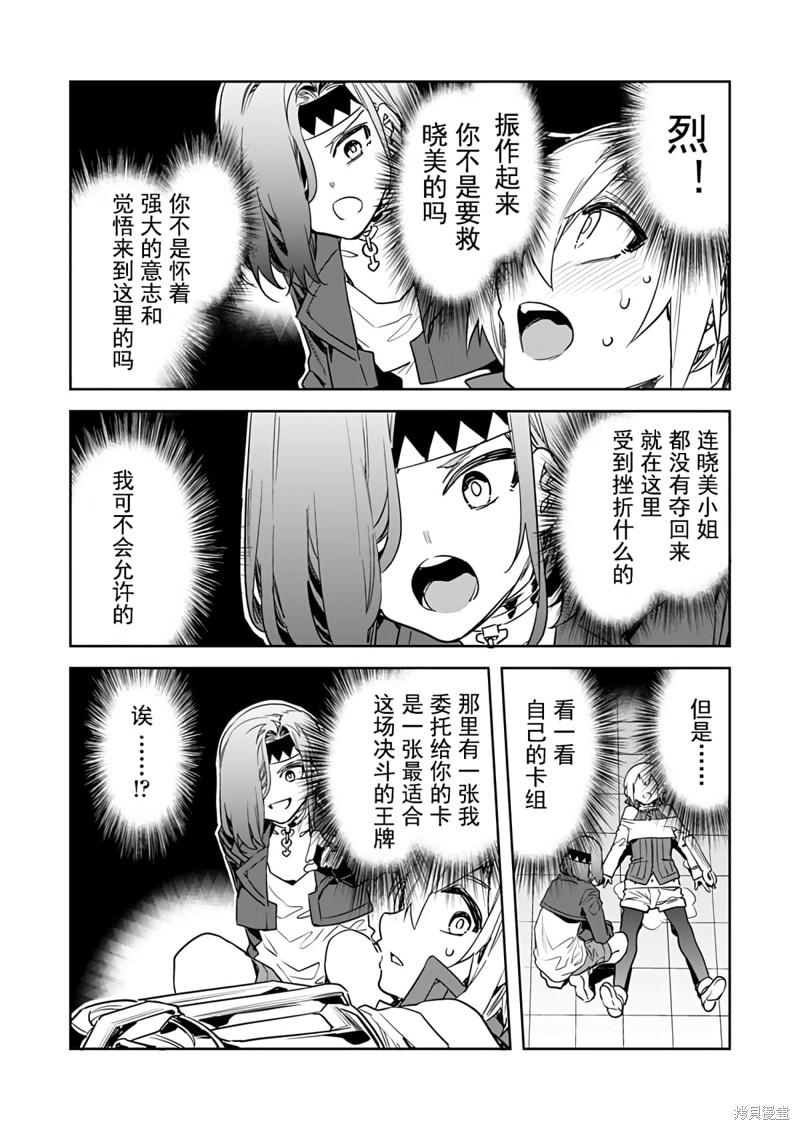 烈！
振作起来
你不是要救
晓美的吗
你不是怀着
强大的意志和
觉悟来到这里的吗
连晓美小姐
都没有夺回来
就在这里
受到挫折什么的
我可不会允许的
但是……
看一看
自己的卡组
那里有一张我
委托给你的卡
是一张最适合
这场决斗的王牌
诶……!?
拷貝漫畫